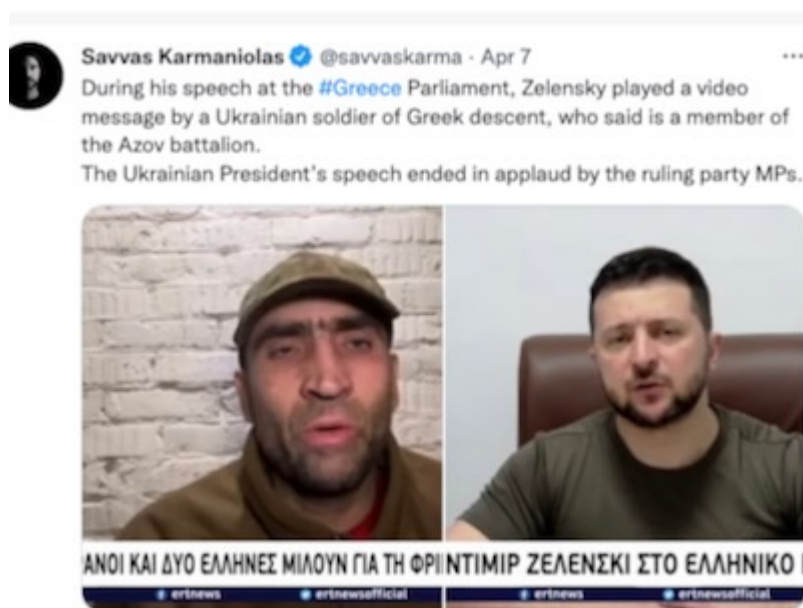 Savvas Karmaniolas @savvaskarma · Apr 7 ...
During his speech at the #Greece Parliament, Zelensky played a video
message by a Ukrainian soldier of Greek descent, who said is a member of
the Azov battalion.
The Ukrainian President's speech ended in applaud by the ruling party MPs.
ΑΝΟΙ ΚΑΙ ΔΥΟ ΕΛΛΗΝΕΣ ΜΙΛΟΥΝ ΓΙΑ ΤΗ ΦΡΙ
ertnews ertnewsofficial
ΝΤΙΜΙΡ ΖΕΛΕΝΣΚΙ ΣΤΟ ΕΛΛΗΝΙΚΟ
ertnews ertnewsofficial